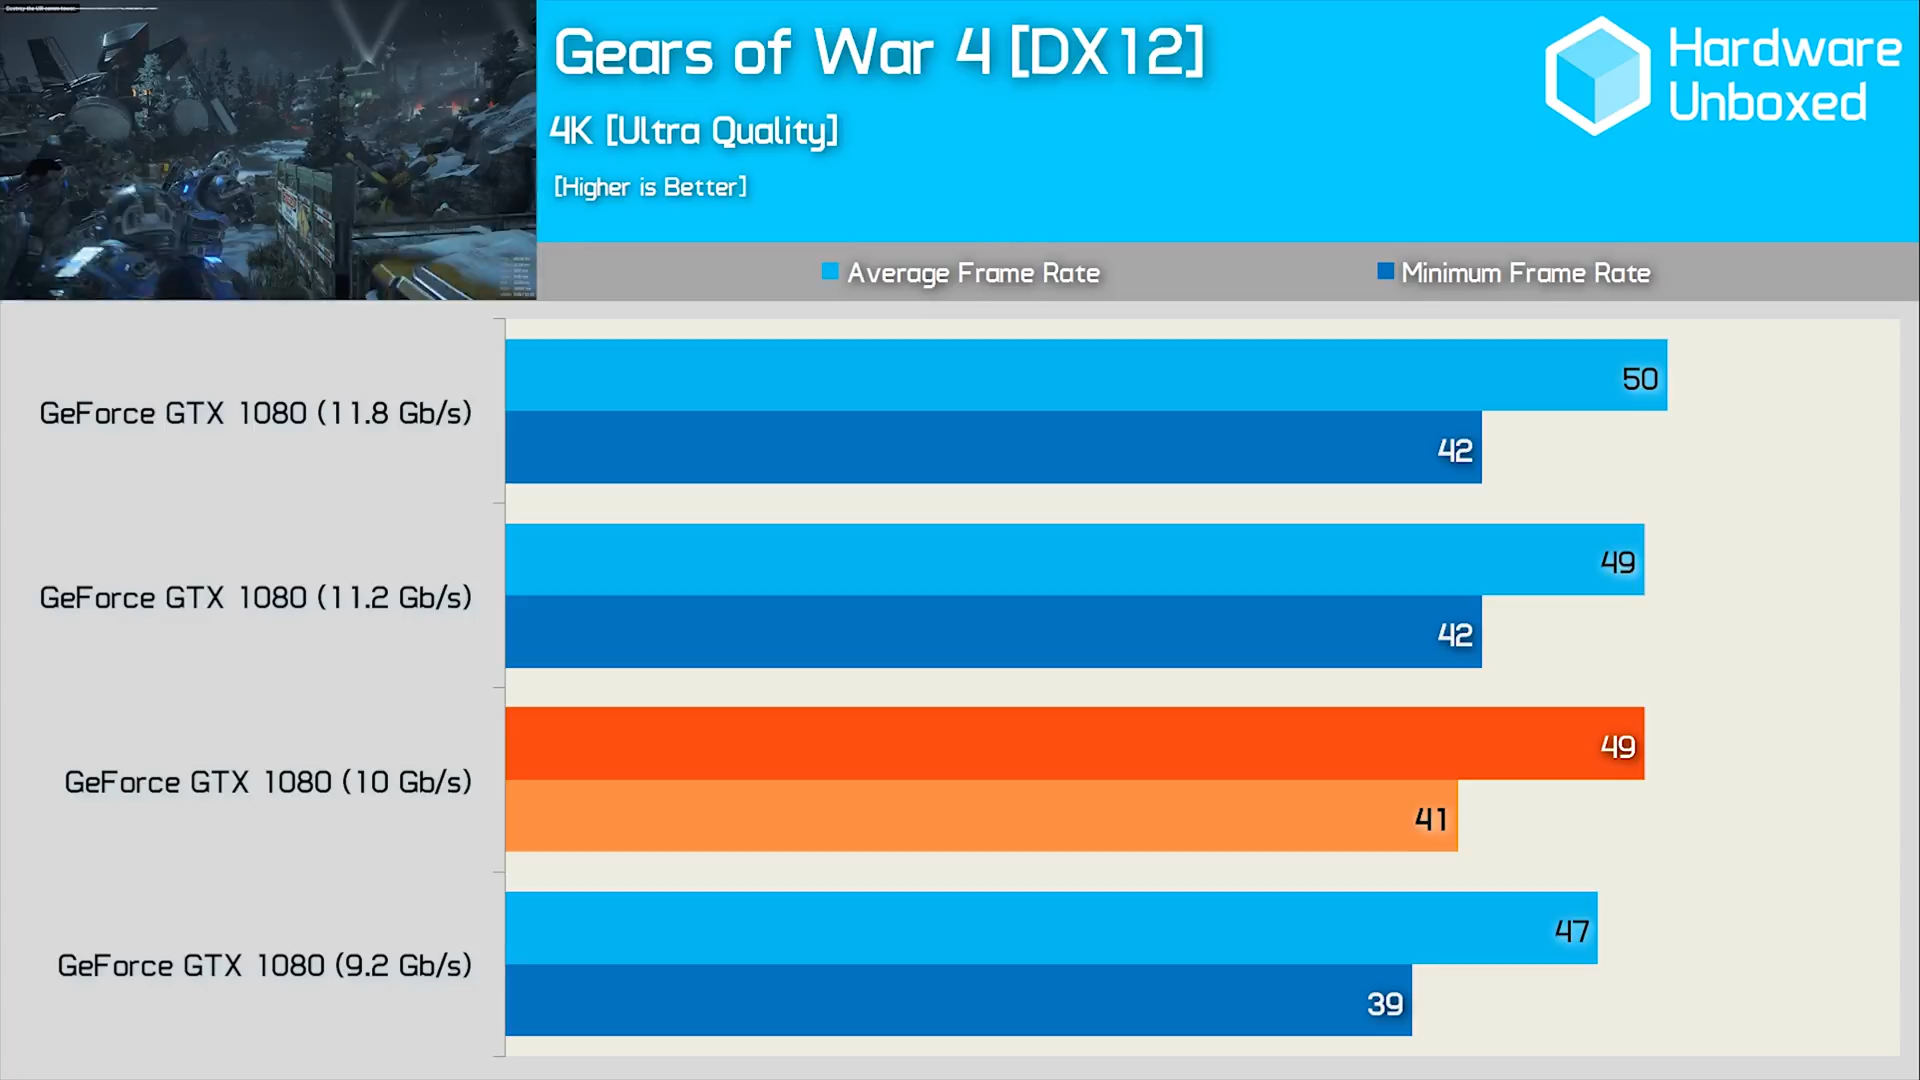 Gears of War 4 [DX12]
4K [Ultra Quality]
[Higher is Better]
Hardware
Unboxed
Average Frame Rate
Minimum Frame Rate
GeForce GTX 1080 (11.8 Gb/s)
50
42
GeForce GTX 1080 (11.2 Gb/s)
49
42
GeForce GTX 1080 (10 Gb/s)
49
41
GeForce GTX 1080 (9.2 Gb/s)
47
39